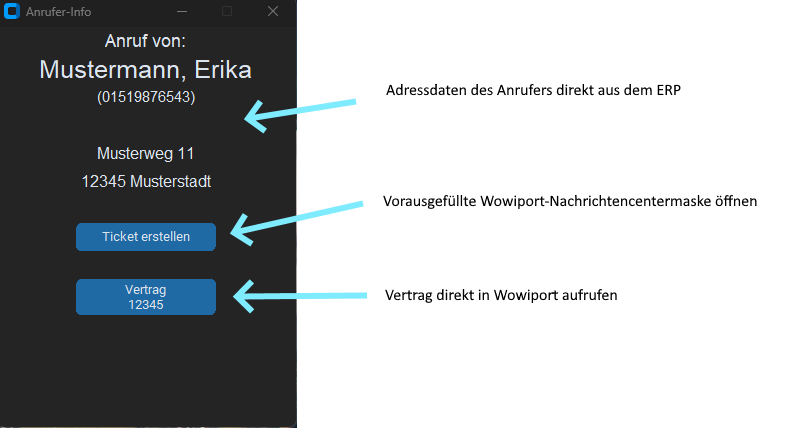 Anrufer-Info
Anruf von:
Mustermann, Erika
(01519876543)
Adressdaten des Anrufers direkt aus dem ERP
Musterweg 11
12345 Musterstadt
Vorausgefüllte Wowiport-Nachrichtencentermaske öffnen
Ticket erstellen
Vertrag
12345
Vertrag direkt in Wowiport aufrufen